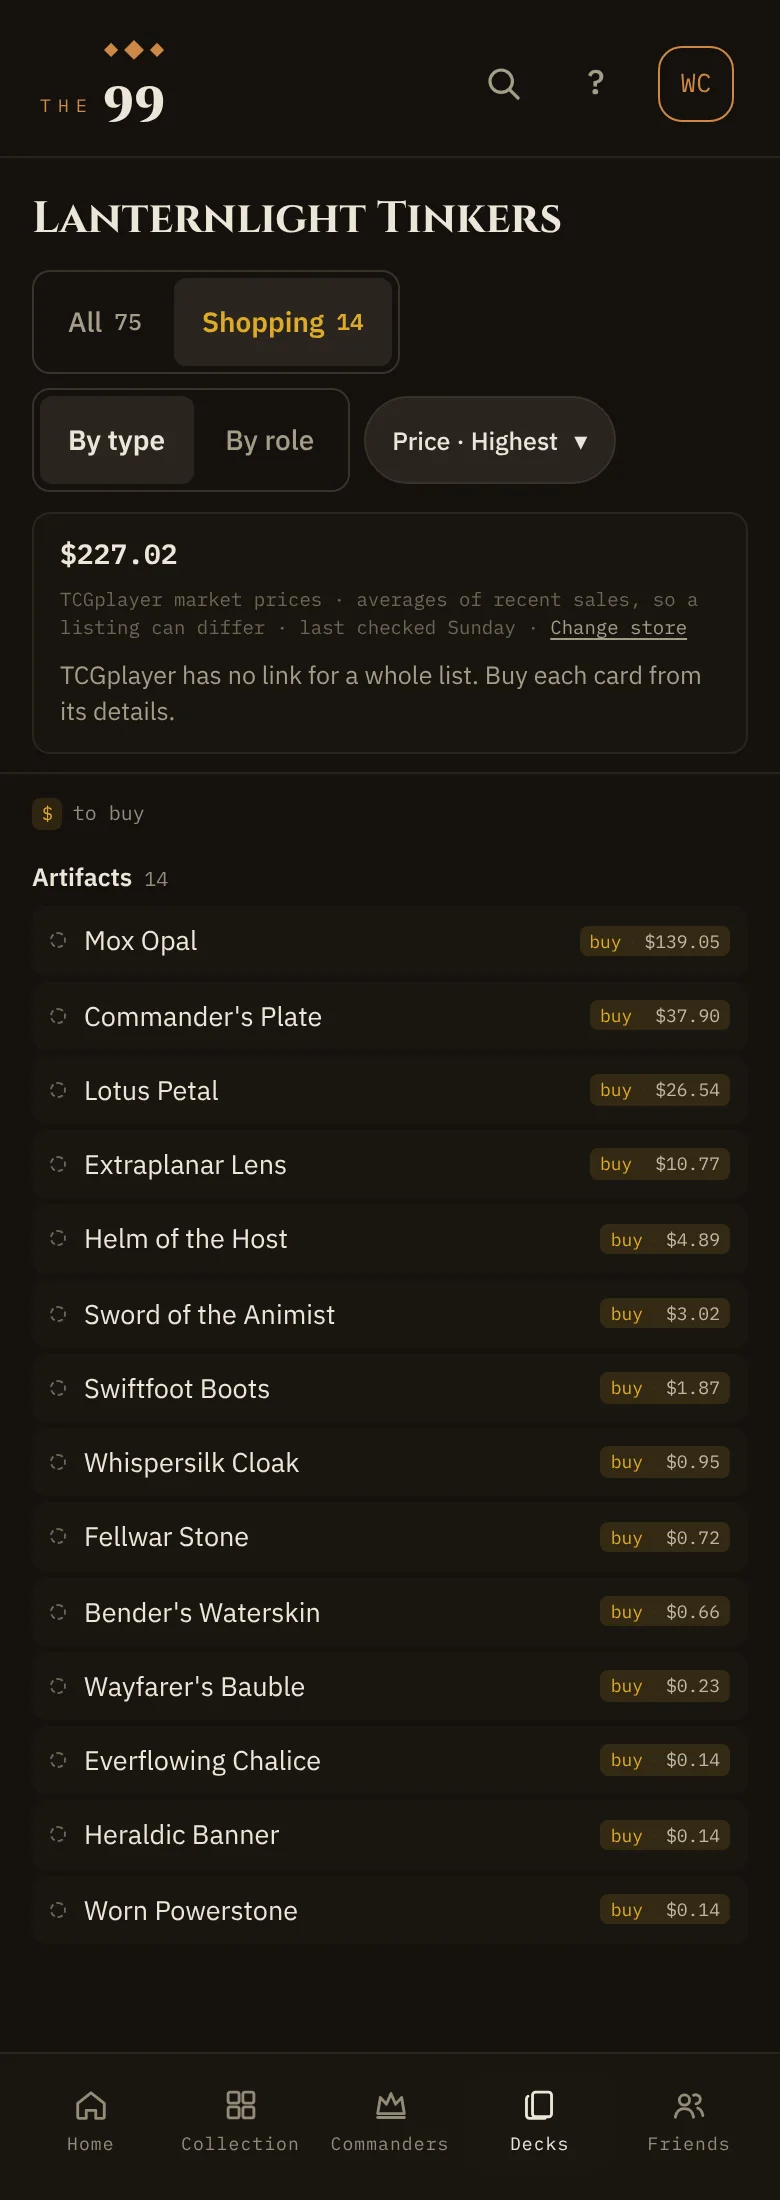 THE 99
?
WC
Lanternlight Tinkers
All 75
Shopping 14
By type
By role
Price · Highest ▼
$227.02
TCGplayer market prices · averages of recent sales, so a
listing can differ · last checked Sunday · Change store
TCGplayer has no link for a whole list. Buy each card from
its details.
$ to buy
Artifacts 14
Mox Opal buy $139.05
Commander's Plate buy $37.90
Lotus Petal buy $26.54
Extraplanar Lens buy $10.77
Helm of the Host buy $4.89
Sword of the Animist buy $3.02
Swiftfoot Boots buy $1.87
Whispersilk Cloak buy $0.95
Fellwar Stone buy $0.72
Bender's Waterskin buy $0.66
Wayfarer's Bauble buy $0.23
Everflowing Chalice buy $0.14
Heraldic Banner buy $0.14
Worn Powerstone buy $0.14
Home Collection Commanders Decks Friends